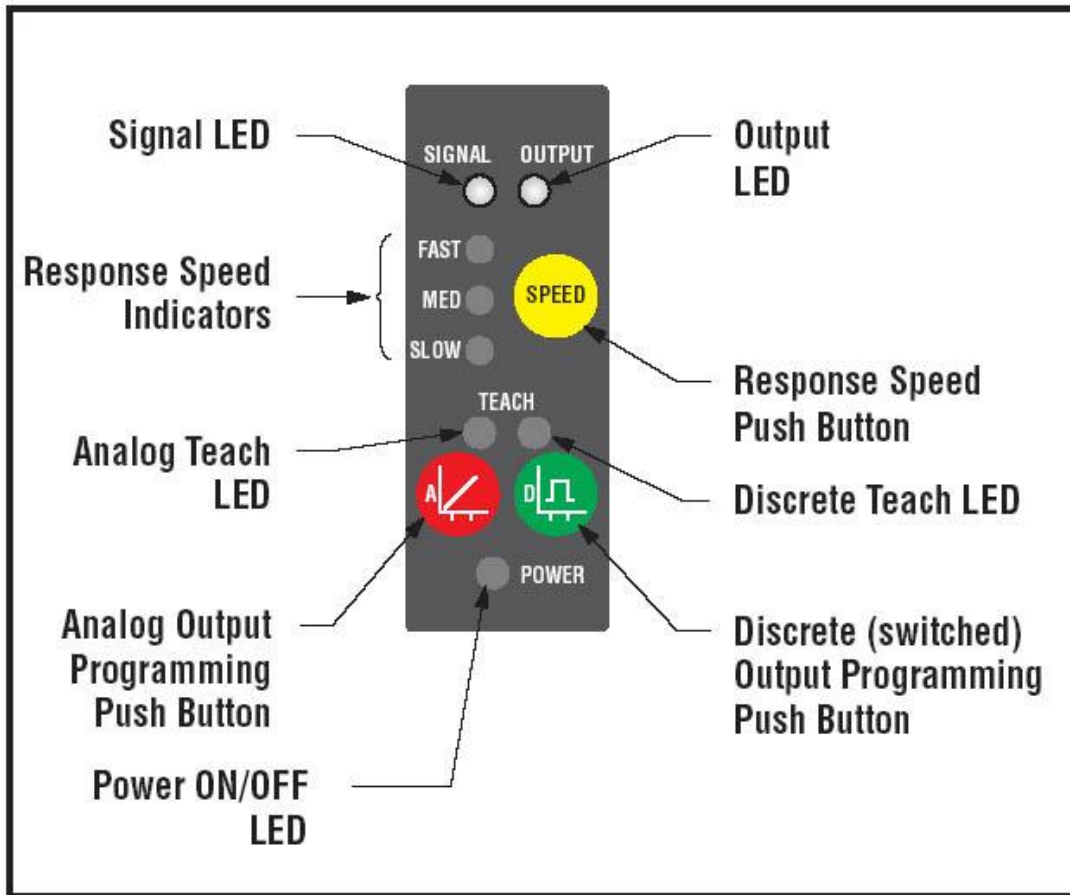 Signal LED
SIGNAL
OUTPUT
Output
LED
Response Speed
Indicators
FAST
MED
SLOW
SPEED
Response Speed
Push Button
TEACH
Analog Teach
LED
Discrete Teach LED
A
D
POWER
Analog Output
Programming
Push Button
Discrete (switched)
Output Programming
Push Button
Power ON/OFF
LED